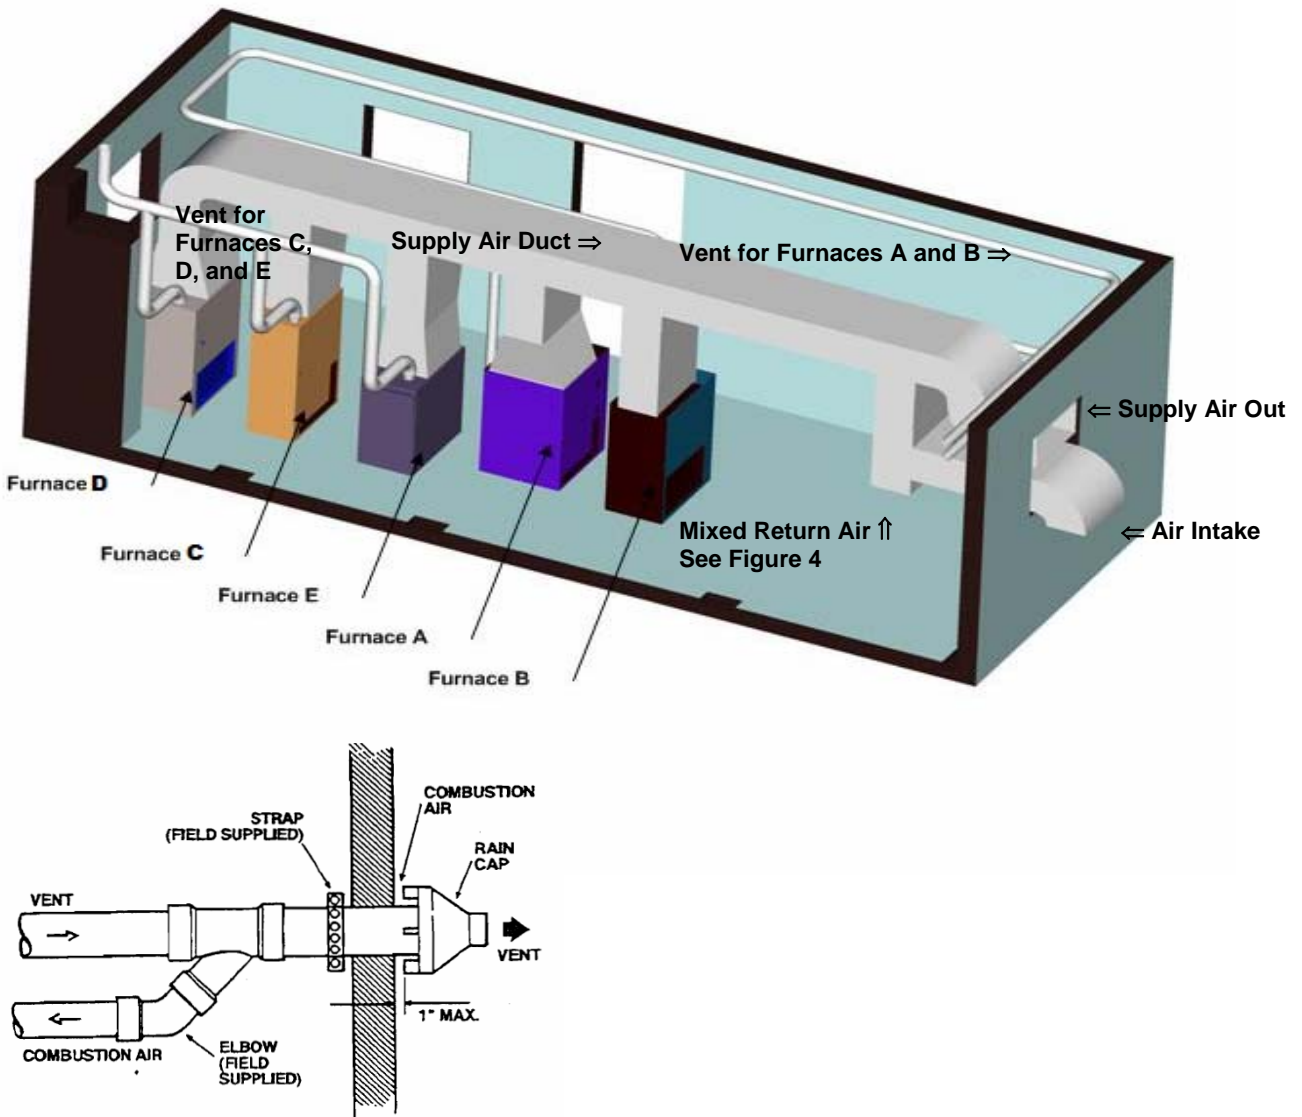 Vent for
Furnaces C,
D, and E
Supply Air Duct ⇒
Vent for Furnaces A and B ⇒
⇐ Supply Air Out
⇐ Air Intake
Mixed Return Air ⇑
See Figure 4
Furnace D
Furnace C
Furnace E
Furnace A
Furnace B
COMBUSTION
AIR
STRAP
(FIELD SUPPLIED)
RAIN
CAP
VENT
VENT
1" MAX.
COMBUSTION AIR
ELBOW
(FIELD
SUPPLIED)